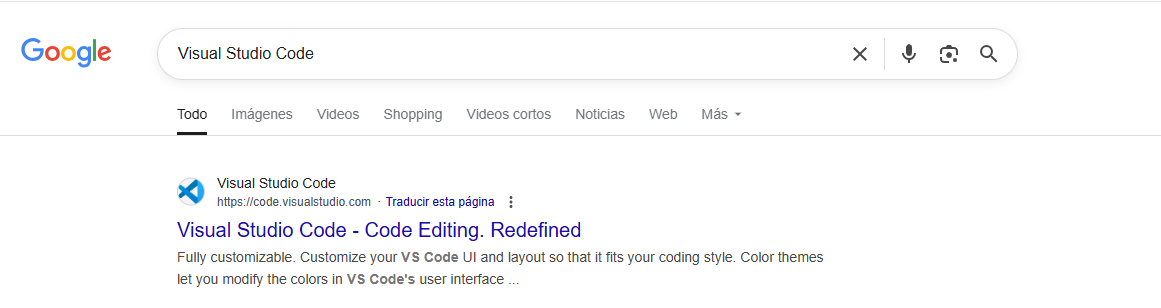 Google
Visual Studio Code
Todo Imágenes Videos Shopping Videos cortos Noticias Web Más
Visual Studio Code
https://code.visualstudio.com · Traducir esta página
Visual Studio Code - Code Editing. Redefined
Fully customizable. Customize your VS Code UI and layout so that it fits your coding style. Color themes
let you modify the colors in VS Code's user interface ...